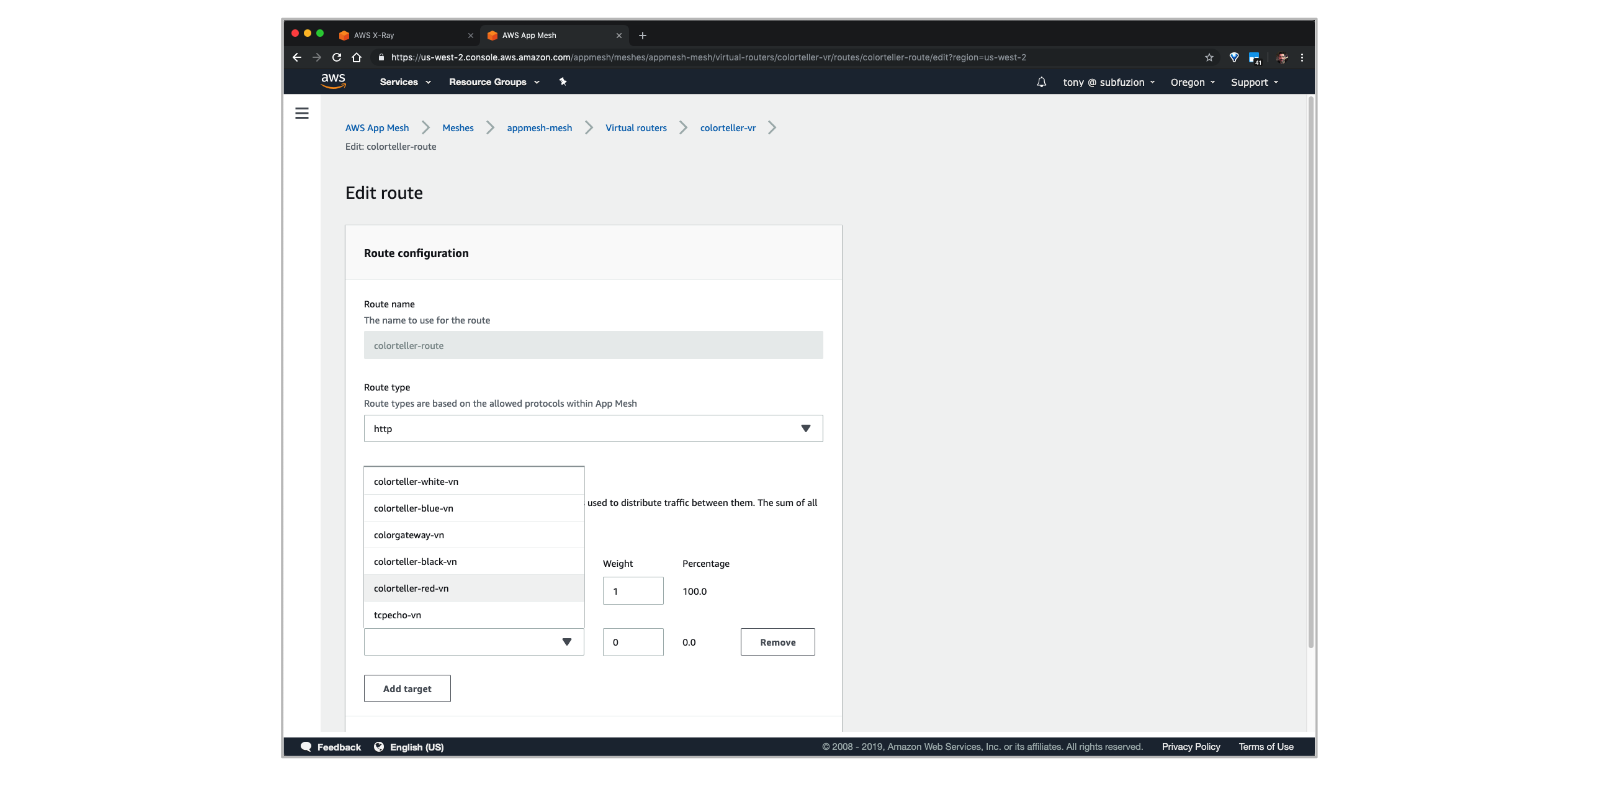 AWS X-Ray × AWS App Mesh × +
https://us-west-2.console.aws.amazon.com/appmesh/meshes/appmesh-mesh/virtual-routers/colorteller-vr/routes/colorteller-route/edit?region=us-west-2
41
aws Services Resource Groups tony @ subfuzion Oregon Support
AWS App Mesh Meshes appmesh-mesh Virtual routers colorteller-vr
Edit: colorteller-route
Edit route
Route configuration
Route name
The name to use for the route
colorteller-route
Route type
Route types are based on the allowed protocols within App Mesh
http
colorteller-white-vn
used to distribute traffic between them. The sum of all
colorteller-blue-vn
colorgateway-vn
colorteller-black-vn
Weight Percentage
colorteller-red-vn
1 100.0
tcpecho-vn
0 0.0 Remove
Add target
Feedback English (US) © 2008 - 2019, Amazon Web Services, Inc. or its affiliates. All rights reserved. Privacy Policy Terms of Use